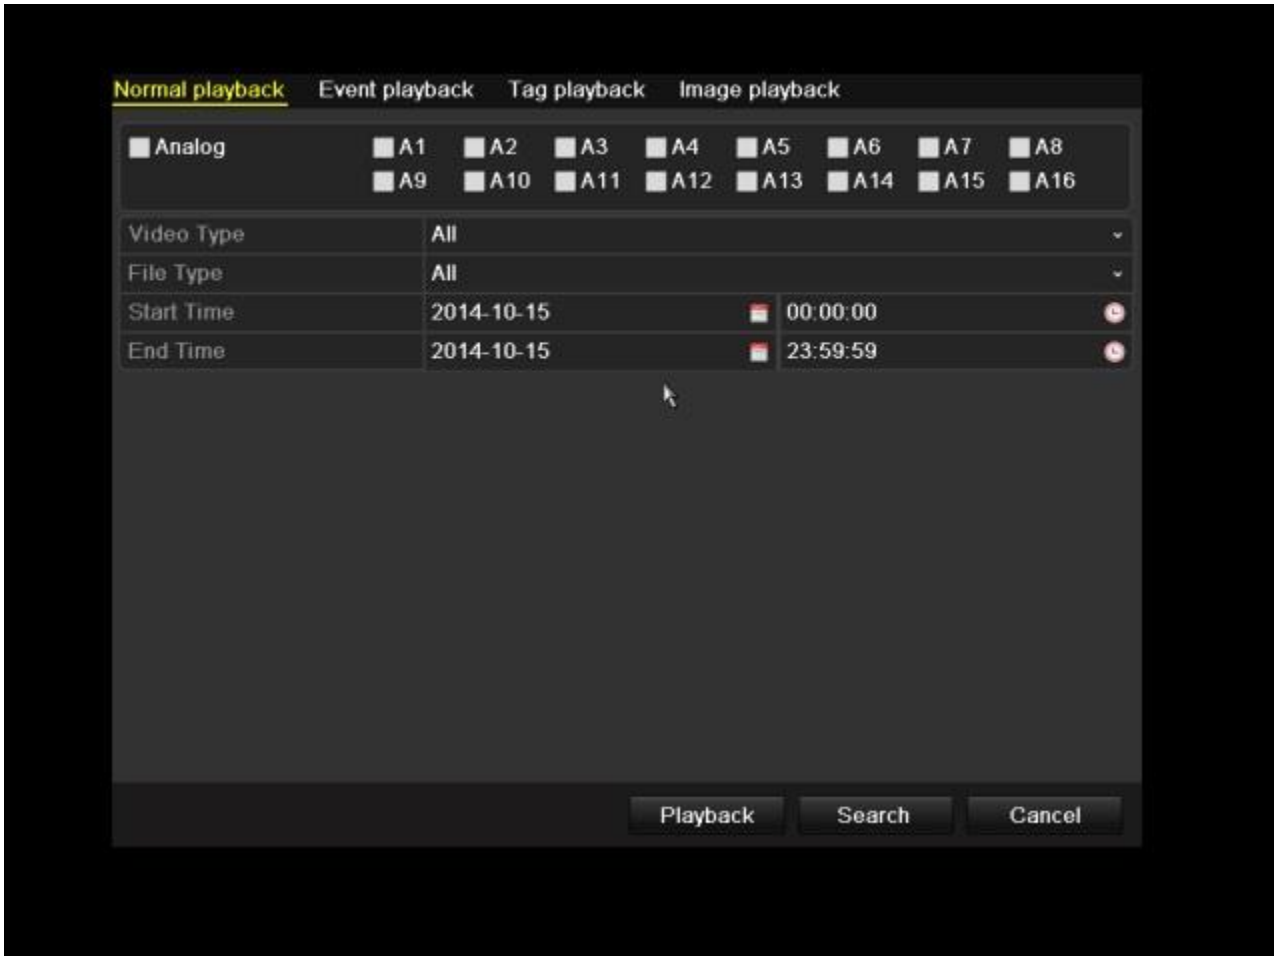 Normal playback Event playback Tag playback Image playback
Analog A1 A2 A3 A4 A5 A6 A7 A8
A9 A10 A11 A12 A13 A14 A15 A16
Video Type All
File Type All
Start Time 2014-10-15 00:00:00
End Time 2014-10-15 23:59:59
Playback Search Cancel